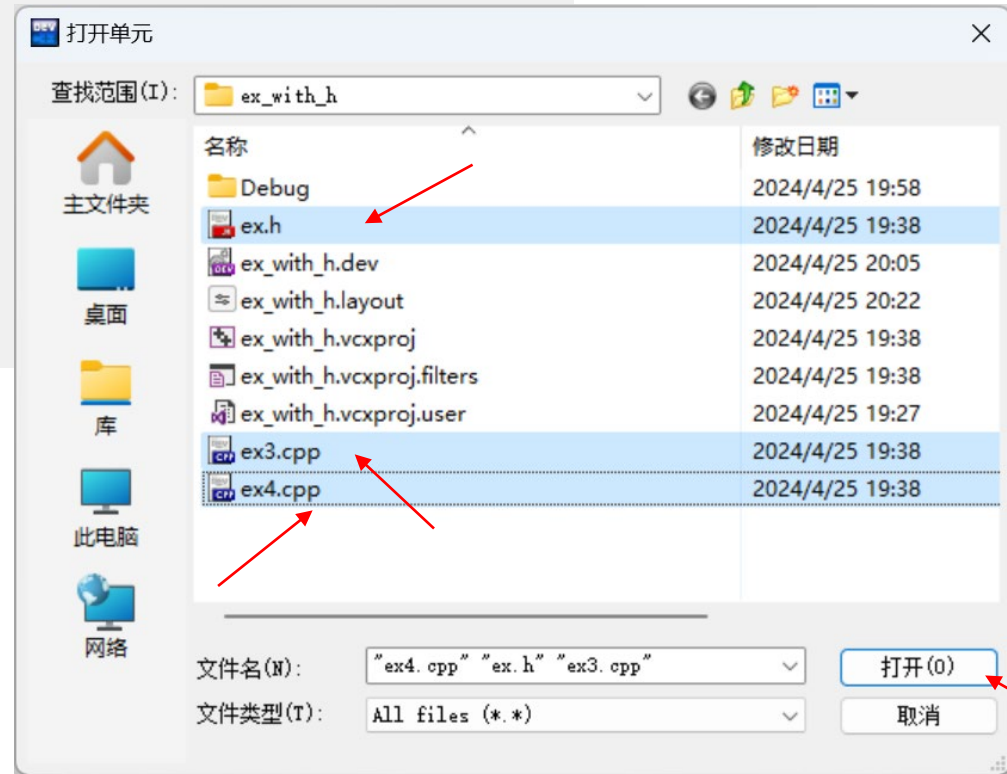 打开单元
查找范围(I):
ex_with_h
名称 修改日期
Debug 2024/4/25 19:58
ex.h 2024/4/25 19:38
ex_with_h.dev 2024/4/25 20:05
ex_with_h.layout 2024/4/25 20:22
ex_with_h.vcxproj 2024/4/25 19:38
ex_with_h.vcxproj.filters 2024/4/25 19:38
ex_with_h.vcxproj.user 2024/4/25 19:27
ex3.cpp 2024/4/25 19:38
ex4.cpp 2024/4/25 19:38
主文件夹
桌面
库
此电脑
网络
文件名(N): "ex4.cpp" "ex.h" "ex3.cpp" 打开(O)
文件类型(T): All files (*.*) 取消